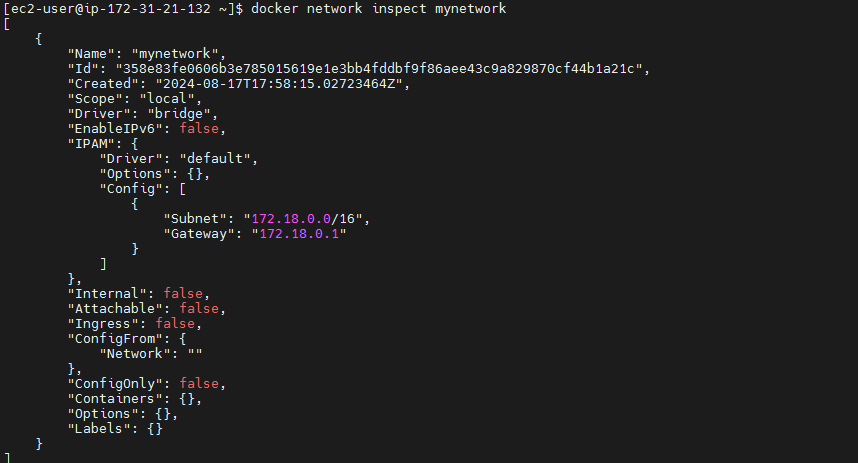 [ec2-user@ip-172-31-21-132 ~]$ docker network inspect mynetwork
[
    {
        "Name": "mynetwork",
        "Id": "358e83fe0606b3e785015619e1e3bb4fddbf9f86aee43c9a829870cf44b1a21c",
        "Created": "2024-08-17T17:58:15.02723464Z",
        "Scope": "local",
        "Driver": "bridge",
        "EnableIPv6": false,
        "IPAM": {
            "Driver": "default",
            "Options": {},
            "Config": [
                {
                    "Subnet": "172.18.0.0/16",
                    "Gateway": "172.18.0.1"
                }
            ]
        },
        "Internal": false,
        "Attachable": false,
        "Ingress": false,
        "ConfigFrom": {
            "Network": ""
        },
        "ConfigOnly": false,
        "Containers": {},
        "Options": {},
        "Labels": {}
    }
]